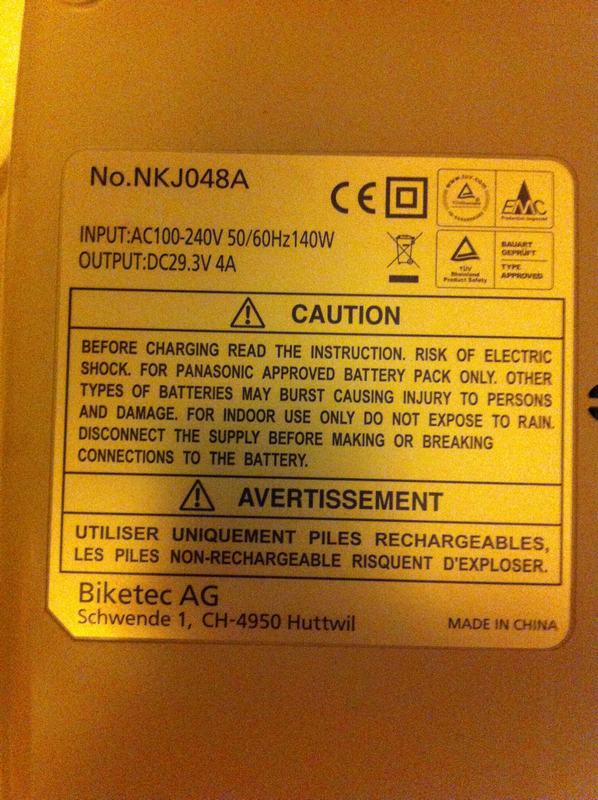 No.NKJ048A
CE
www.tuv.com
EMC
INPUT:AC100-240V 50/60Hz140W
OUTPUT:DC29.3V 4A
TÜV
Rheinland
Product Safety
BAUART
GEPRÜFT
TYPE
APPROVED
CAUTION
BEFORE CHARGING READ THE INSTRUCTION. RISK OF ELECTRIC
SHOCK. FOR PANASONIC APPROVED BATTERY PACK ONLY. OTHER
TYPES OF BATTERIES MAY BURST CAUSING INJURY TO PERSONS
AND DAMAGE. FOR INDOOR USE ONLY DO NOT EXPOSE TO RAIN.
DISCONNECT THE SUPPLY BEFORE MAKING OR BREAKING
CONNECTIONS TO THE BATTERY.
AVERTISSEMENT
UTILISER UNIQUEMENT PILES RECHARGEABLES,
LES PILES NON-RECHARGEABLE RISQUENT D'EXPLOSER.
Biketec AG
Schwende 1, CH-4950 Huttwil
MADE IN CHINA